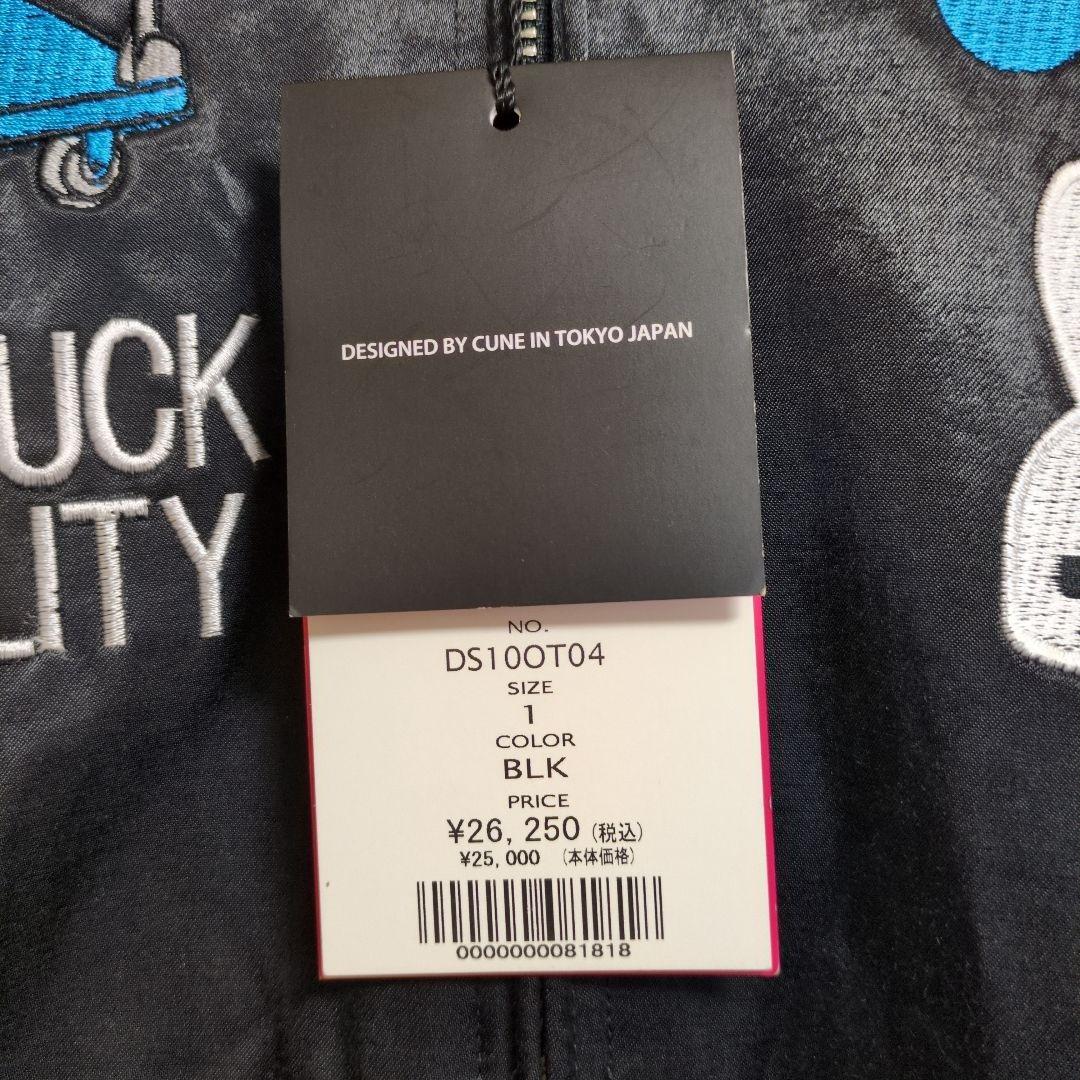 UCK
LITY
DESIGNED BY CUNE IN TOKYO JAPAN
NO.
DS10OT04
SIZE
1
COLOR
BLK
PRICE
¥26,250 (税込)
¥25,000 (本体価格)
0000000081818